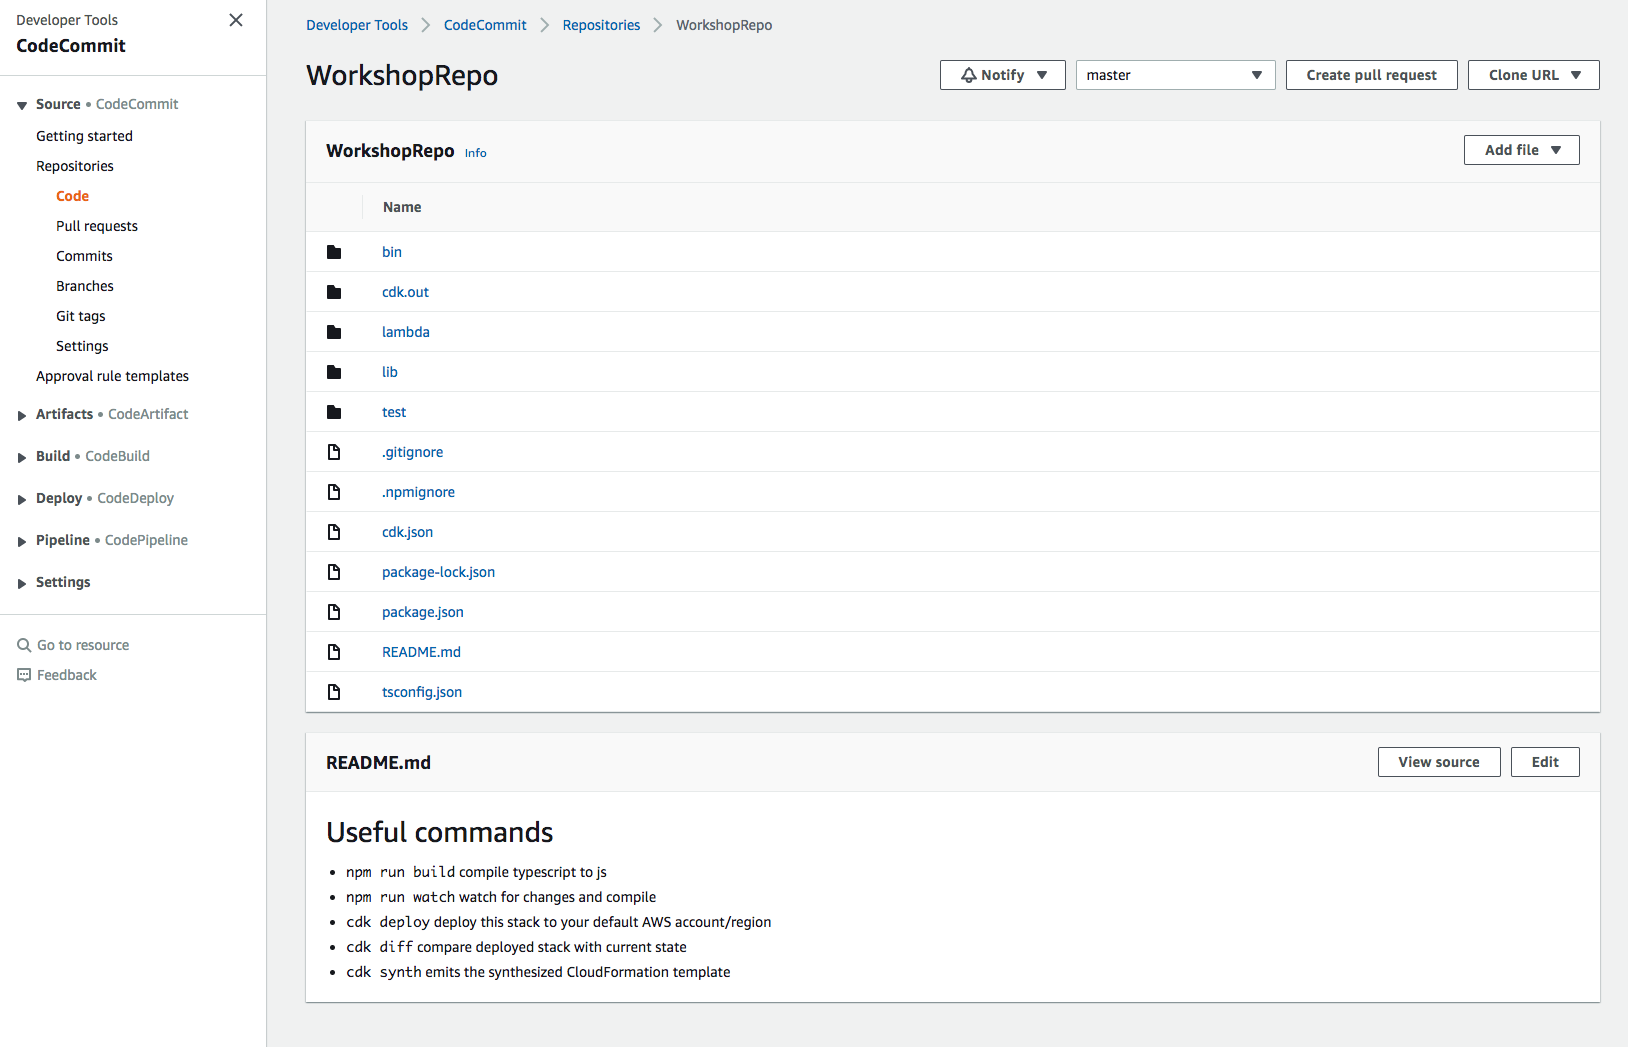 Developer Tools
CodeCommit
Source • CodeCommit
Getting started
Repositories
Code
Pull requests
Commits
Branches
Git tags
Settings
Approval rule templates
Artifacts • CodeArtifact
Build • CodeBuild
Deploy • CodeDeploy
Pipeline • CodePipeline
Settings
Go to resource
Feedback
Developer Tools CodeCommit Repositories WorkshopRepo
WorkshopRepo Notify master Create pull request Clone URL
WorkshopRepo Info Add file
Name
bin
cdk.out
lambda
lib
test
.gitignore
.npmignore
cdk.json
package-lock.json
package.json
README.md
tsconfig.json
README.md View source Edit
Useful commands
• npm run build compile typescript to js
• npm run watch watch for changes and compile
• cdk deploy deploy this stack to your default AWS account/region
• cdk diff compare deployed stack with current state
• cdk synth emits the synthesized CloudFormation template